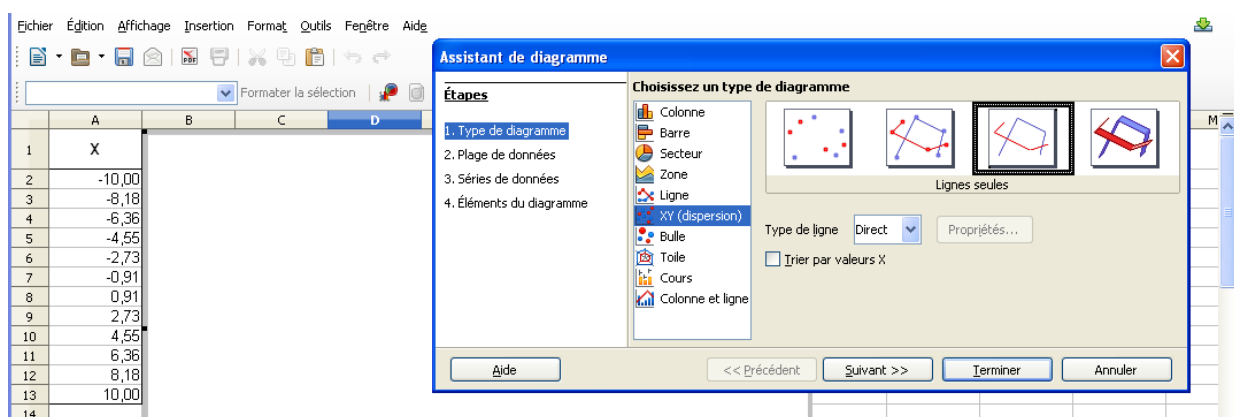 Fichier Édition Affichage Insertion Format Outils Fenêtre Aide
PDF
Formater la sélection
A B C D M
1 X
2 -10,00
3 -8,18
4 -6,36
5 -4,55
6 -2,73
7 -0,91
8 0,91
9 2,73
10 4,55
11 6,36
12 8,18
13 10,00
14
Assistant de diagramme
Étapes
1. Type de diagramme
2. Plage de données
3. Séries de données
4. Éléments du diagramme
Choisissez un type de diagramme
Colonne
Barre
Secteur
Zone
Ligne
XY (dispersion)
Bulle
Toile
Cours
Colonne et ligne
Lignes seules
Type de ligne Direct Propriétés...
Trier par valeurs X
Aide << Précédent Suivant >> Terminer Annuler